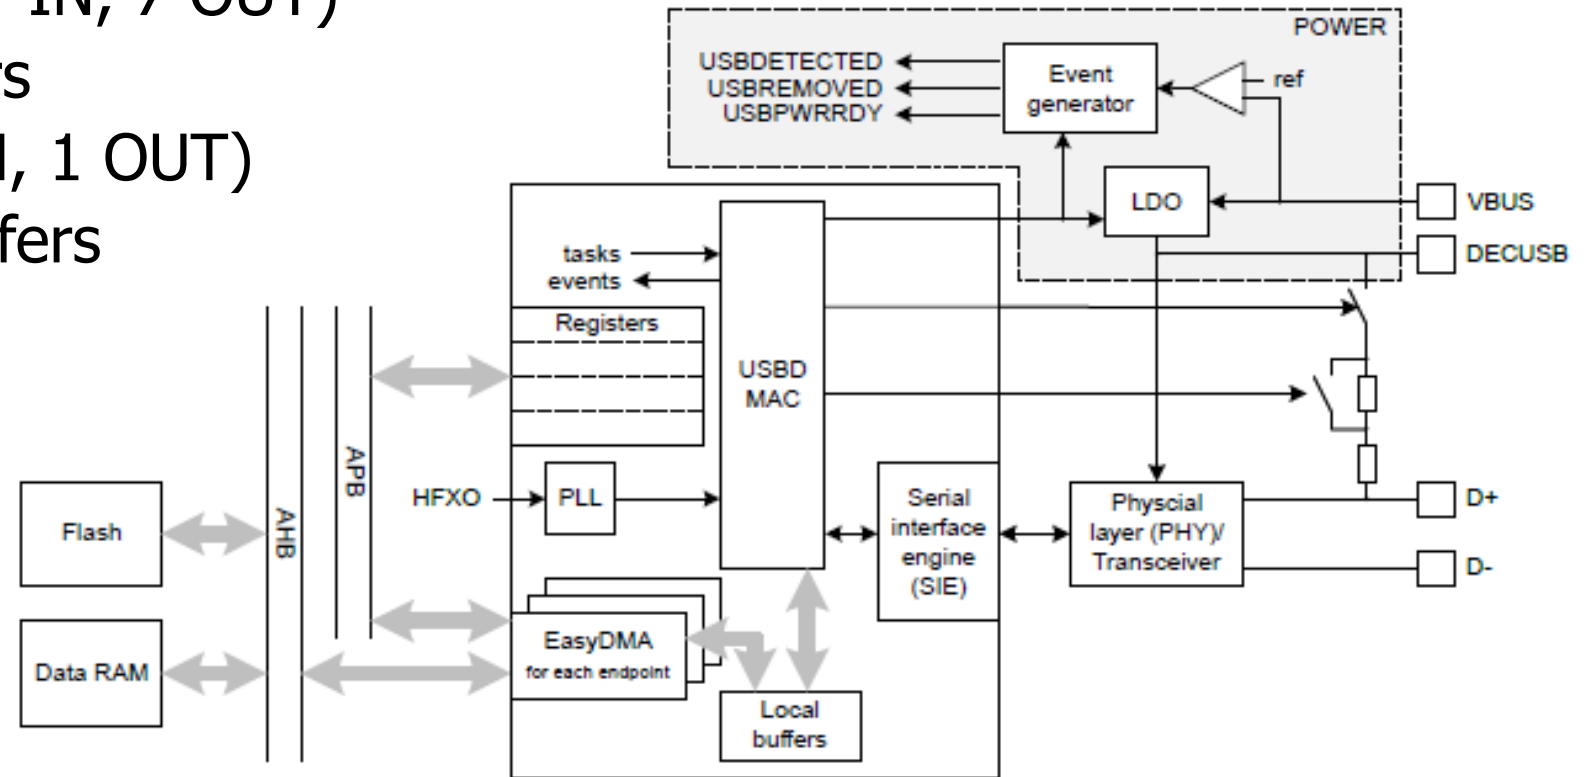 IN, 7 OUT)
rs
, 1 OUT)
fers
POWER
USBDETECTED
USBREMOVED
USBPWRRDY
Event
generator
ref
LDO
VBUS
DECUSB
tasks
events
Registers
USBD
MAC
APB
AHB
HFXO
PLL
Flash
Data RAM
Serial
interface
engine
(SIE)
Physcial
layer (PHY)/
Transceiver
D+
D-
EasyDMA
for each endpoint
Local
buffers